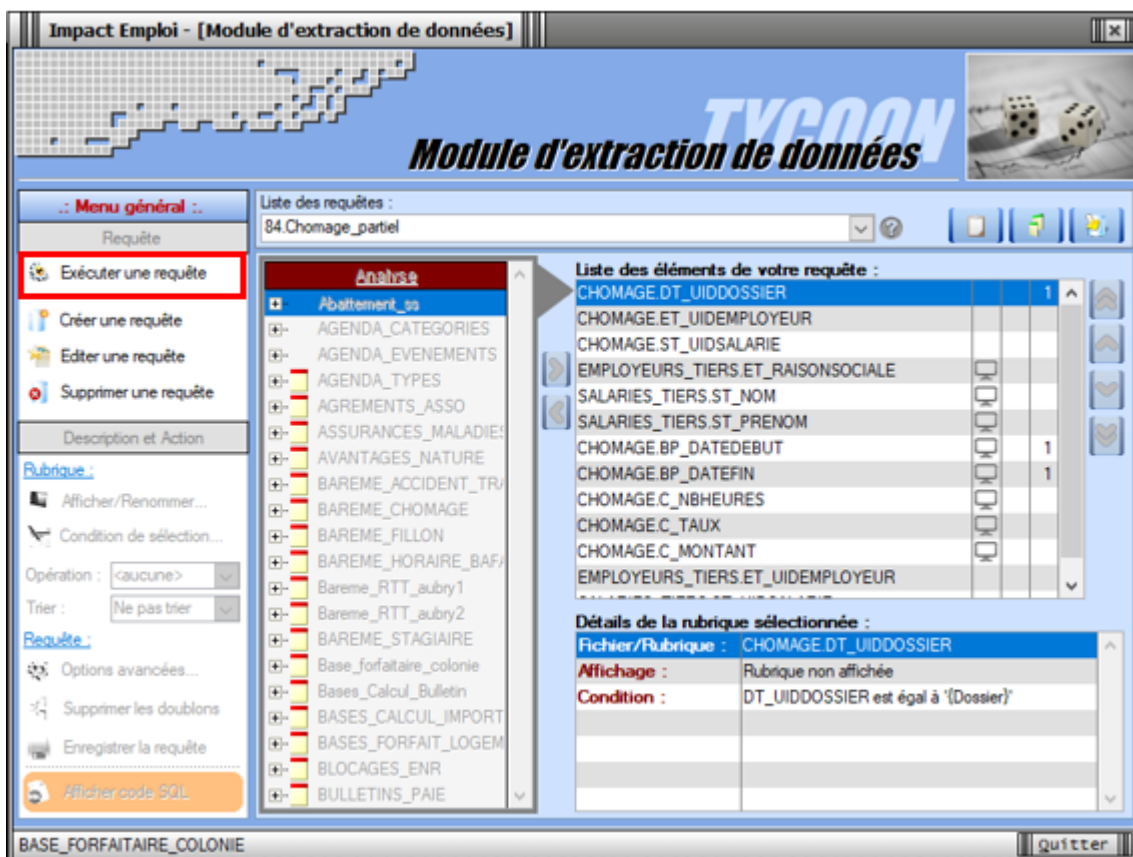 Impact Emploi - [Module d'extraction de données]
TYCOON
Module d'extraction de données
.: Menu général :.
Requête
Exécuter une requête
Créer une requête
Editer une requête
Supprimer une requête
Description et Action
Rubrique :
Afficher/Renommer...
Condition de sélection...
Opération : <aucune>
Trier : Ne pas trier
Requête :
Options avancées...
Supprimer les doublons
Enregistrer la requête
Afficher code SQL
Liste des requêtes :
84.Chomage_partiel
Analyse
Abattement_ss
AGENDA_CATEGORIES
AGENDA_EVENEMENTS
AGENDA_TYPES
AGREMENTS_ASSO
ASSURANCES_MALADIES
AVANTAGES_NATURE
BAREME_ACCIDENT_TRA
BAREME_CHOMAGE
BAREME_FILLON
BAREME_HORAIRE_BAFA
Bareme_RTT_aubry1
Bareme_RTT_aubry2
BAREME_STAGIAIRE
Base_forfaitaire_colonie
Bases_Calcul_Bulletin
BASES_CALCUL_IMPORT
BASES_FORFAIT_LOGEM
BLOCAGES_ENR
BULLETINS_PAIE
Liste des éléments de votre requête :
CHOMAGE.DT_UIDDOSSIER 1
CHOMAGE.ET_UIDEMPLOYEUR
CHOMAGE.ST_UIDSALARIE
EMPLOYEURS_TIERS.ET_RAISONSOCIALE
SALARIES_TIERS.ST_NOM
SALARIES_TIERS.ST_PRENOM
CHOMAGE.BP_DATEDEBUT 1
CHOMAGE.BP_DATEFIN 1
CHOMAGE.C_NBHEURES
CHOMAGE.C_TAUX
CHOMAGE.C_MONTANT
EMPLOYEURS_TIERS.ET_UIDEMPLOYEUR
Détails de la rubrique sélectionnée :
Fichier/Rubrique : CHOMAGE.DT_UIDDOSSIER
Affichage : Rubrique non affichée
Condition : DT_UIDDOSSIER est égal à '{Dossier}'
BASE_FORFAITAIRE_COLONIE
Quitter